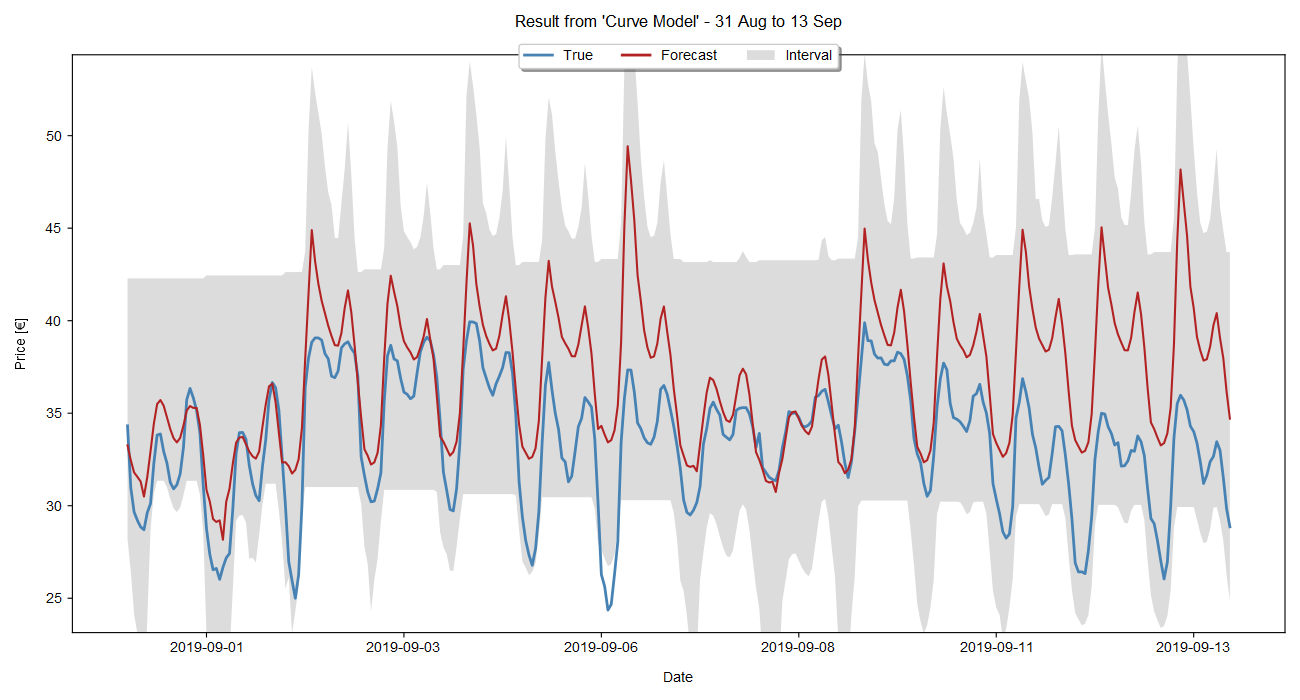 Result from 'Curve Model' - 31 Aug to 13 Sep
True Forecast Interval
50
45
40
35
30
25
Price [€]
2019-09-01 2019-09-03 2019-09-06 2019-09-08 2019-09-11 2019-09-13
Date